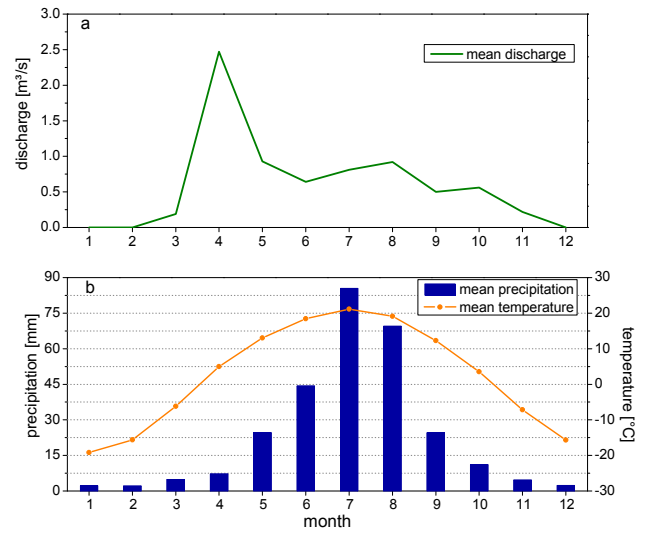 a
3.0
2.5
2.0
1.5
1.0
0.5
0.0
discharge [m³/s]
mean discharge
1 2 3 4 5 6 7 8 9 10 11 12
b
90
75
60
45
30
15
0
precipitation [mm]
mean precipitation
mean temperature
30
20
10
0
-10
-20
-30
temperature [°C]
1 2 3 4 5 6 7 8 9 10 11 12
month